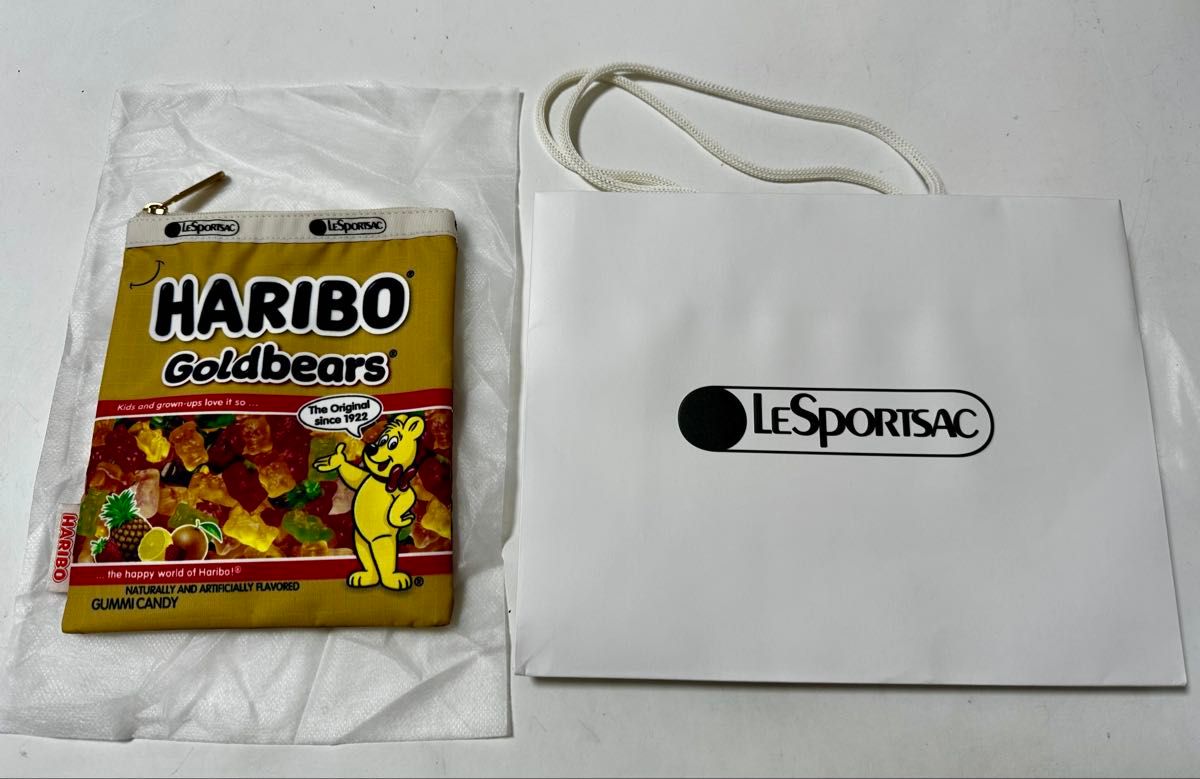 LESPORTSAC LESPORTSAC
HARIBO®
Goldbears®
Kids and grown-ups love it so ...
The Original
since 1922
HARIBO
... the happy world of Haribo!®
®
NATURALLY AND ARTIFICIALLY FLAVORED
GUMMI CANDY
LESPORTSAC